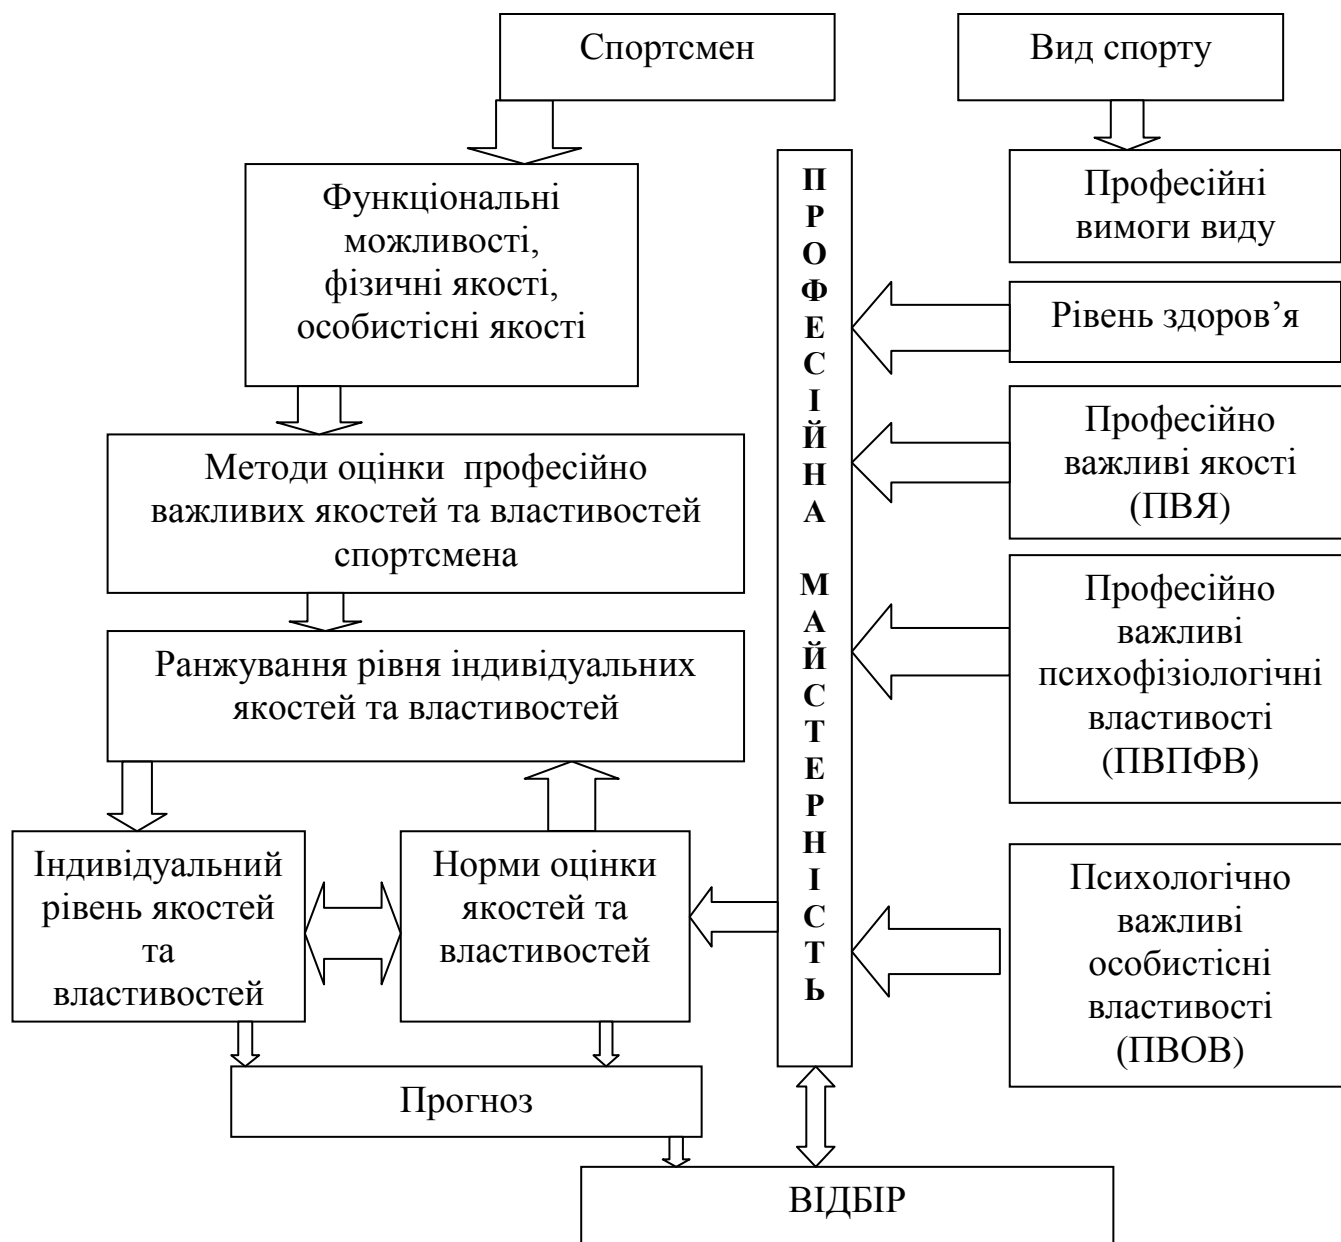 Спортсмен
Вид спорту
Функціональні
можливості,
фізичні якості,
особистісні якості
Методи оцінки професійно
важливих якостей та властивостей
спортсмена
Ранжування рівня індивідуальних
якостей та властивостей
Індивідуальний
рівень якостей
та
властивостей
Норми оцінки
якостей та
властивостей
Прогноз
ПРОФЕСІЙНА МАЙСТЕРНІСТЬ
Професійні
вимоги виду
Рівень здоров’я
Професійно
важливі якості
(ПВЯ)
Професійно
важливі
психофізіологічні
властивості
(ПВПФВ)
Психологічно
важливі
особистісні
властивості
(ПВОВ)
ВІДБІР